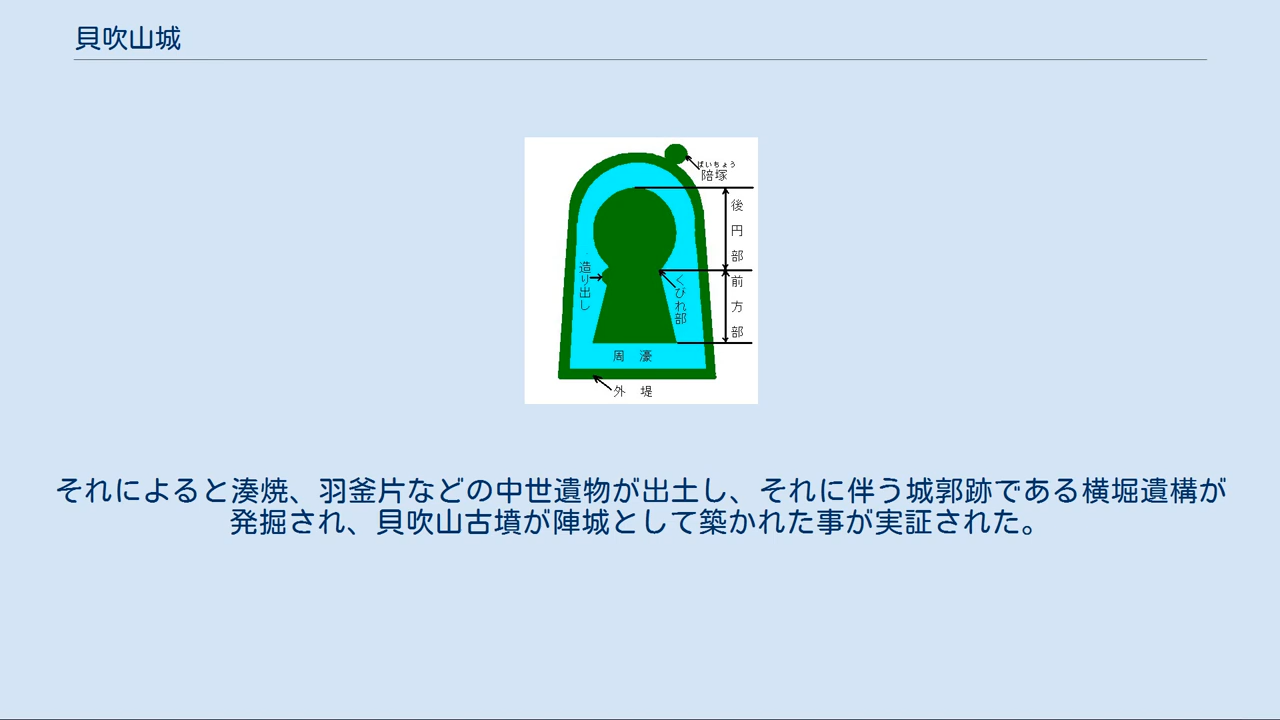 貝吹山城
ばいちょう
陪塚
後円部
造り出し
くびれ部
前方部
周濠
外堤
それによると湊焼、羽釜片などの中世遺物が出土し、それに伴う城郭跡である横堀遺構が
発掘され、貝吹山古墳が陣城として築かれた事が実証された。